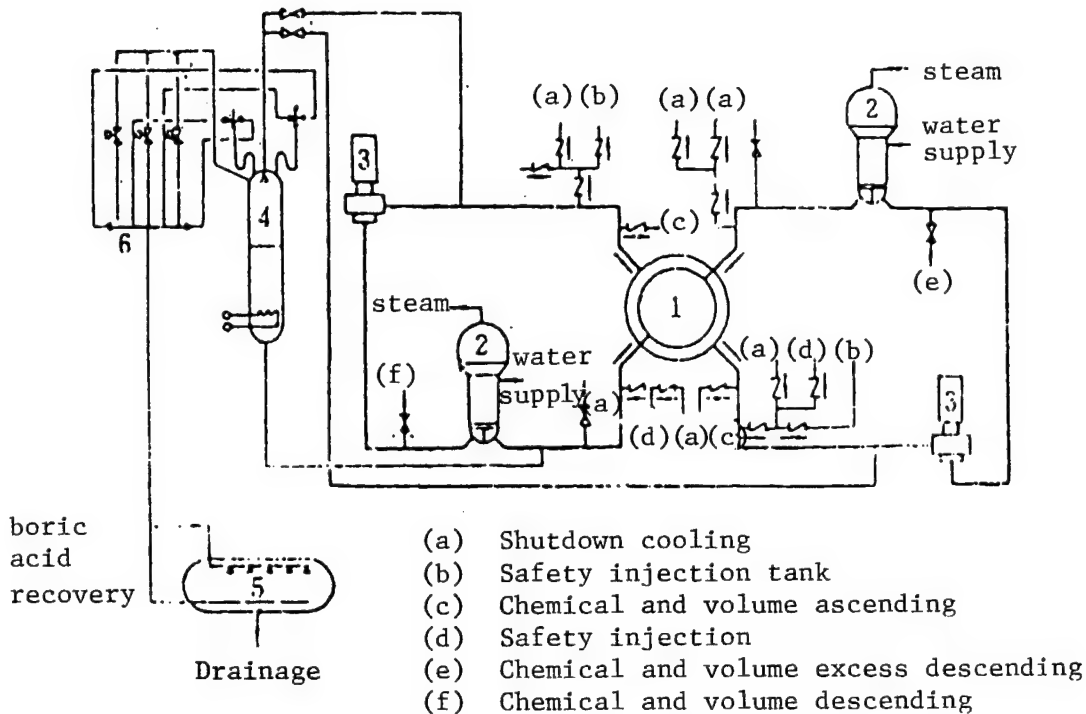 steam
(a) (b)
(a) (a)
2
water
supply
3
4
6
(c)
1
(e)
steam
2
water
supply
(f)
(a)
(a) (d) (b)
3
(d) (a) (c)
boric
acid
recovery
5
Drainage
(a) Shutdown cooling
(b) Safety injection tank
(c) Chemical and volume ascending
(d) Safety injection
(e) Chemical and volume excess descending
(f) Chemical and volume descending